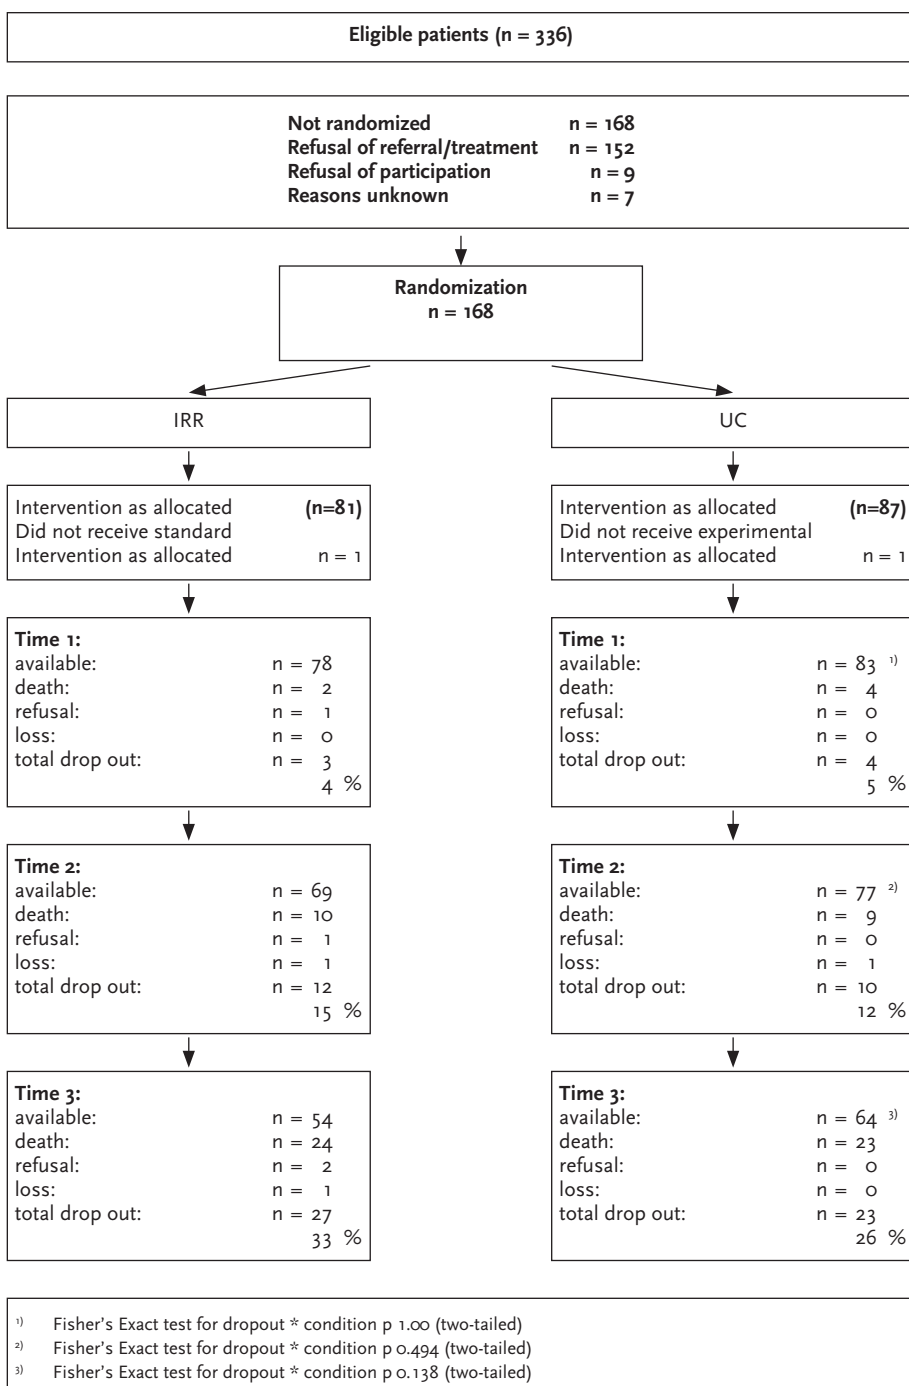 Eligible patients (n = 336)
Not randomized n = 168
Refusal of referral/treatment n = 152
Refusal of participation n = 9
Reasons unknown n = 7
Randomization
n = 168
IRR
Intervention as allocated (n=81)
Did not receive standard
Intervention as allocated n = 1
Time 1:
available: n = 78
death: n = 2
refusal: n = 1
loss: n = 0
total drop out: n = 3
4 %
Time 2:
available: n = 69
death: n = 10
refusal: n = 1
loss: n = 1
total drop out: n = 12
15 %
Time 3:
available: n = 54
death: n = 24
refusal: n = 2
loss: n = 1
total drop out: n = 27
33 %
UC
Intervention as allocated (n=87)
Did not receive experimental
Intervention as allocated n = 1
Time 1:
available: n = 83 1)
death: n = 4
refusal: n = 0
loss: n = 0
total drop out: n = 4
5 %
Time 2:
available: n = 77 2)
death: n = 9
refusal: n = 0
loss: n = 1
total drop out: n = 10
12 %
Time 3:
available: n = 64 3)
death: n = 23
refusal: n = 0
loss: n = 0
total drop out: n = 23
26 %
1) Fisher's Exact test for dropout * condition p 1.00 (two-tailed)
2) Fisher's Exact test for dropout * condition p 0.494 (two-tailed)
3) Fisher's Exact test for dropout * condition p 0.138 (two-tailed)